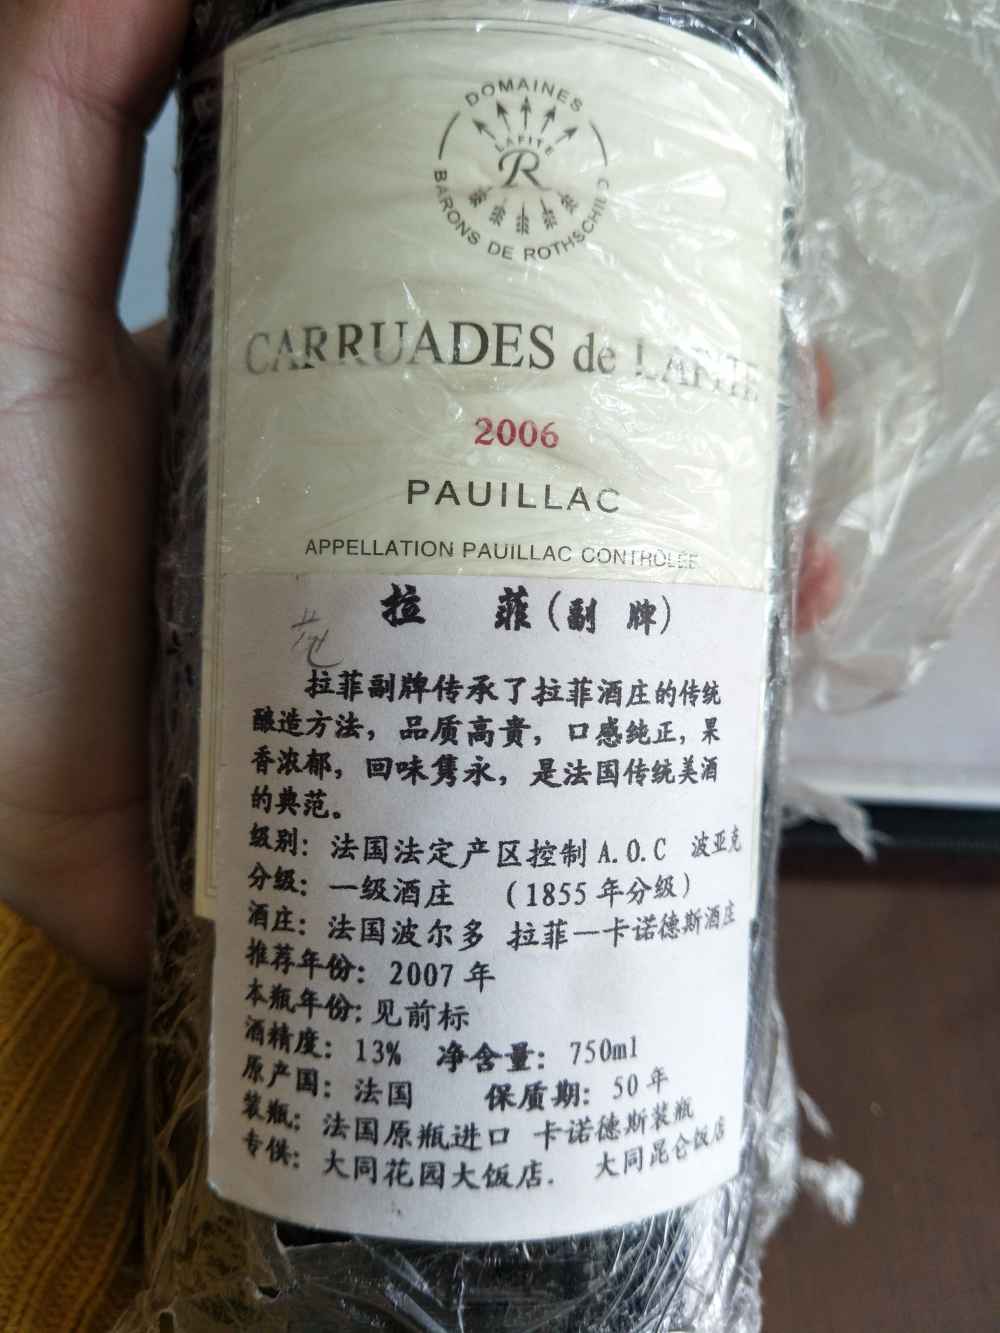 DOMAINES
LAFITE
R
BARONS DE ROTHSCHILD
CARRUADES de LAFITE
2006
PAUILLAC
APPELLATION PAUILLAC CONTRÔLÉE
拉 菲(副 牌)
拉菲副牌传承了拉菲酒庄的传统
酿造方法，品质高贵，口感纯正，果
香浓郁，回味隽永，是法国传统美酒
的典范。
级别: 法国法定产区控制 A.O.C 波亚克
分级: 一级酒庄 (1855 年分级)
酒庄: 法国波尔多 拉菲—卡诺德斯酒庄
推荐年份: 2007 年
本瓶年份: 见前标
酒精度: 13% 净含量: 750ml
原产国: 法国 保质期: 50 年
装瓶: 法国原瓶进口 卡诺德斯装瓶
专供: 大同花园大饭店. 大同昆仑饭店